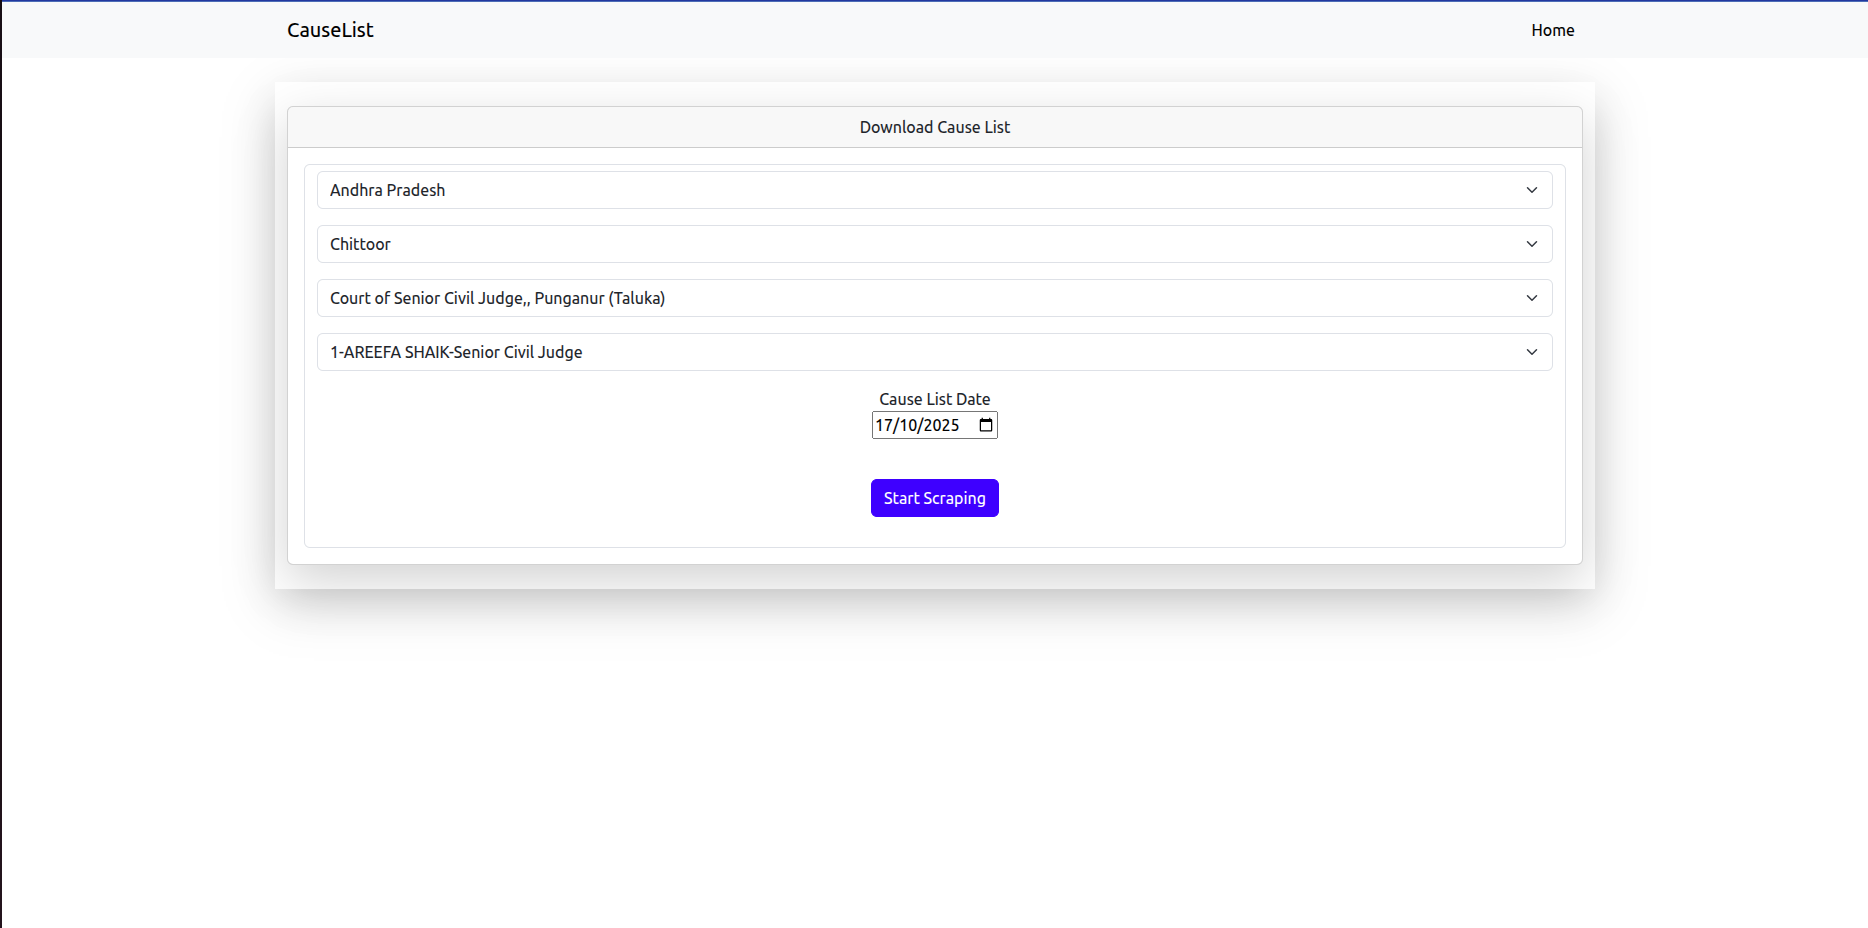 CauseList
Home
Download Cause List
Andhra Pradesh
Chittoor
Court of Senior Civil Judge,, Punganur (Taluka)
1-AREEFA SHAIK-Senior Civil Judge
Cause List Date
17/10/2025
Start Scraping